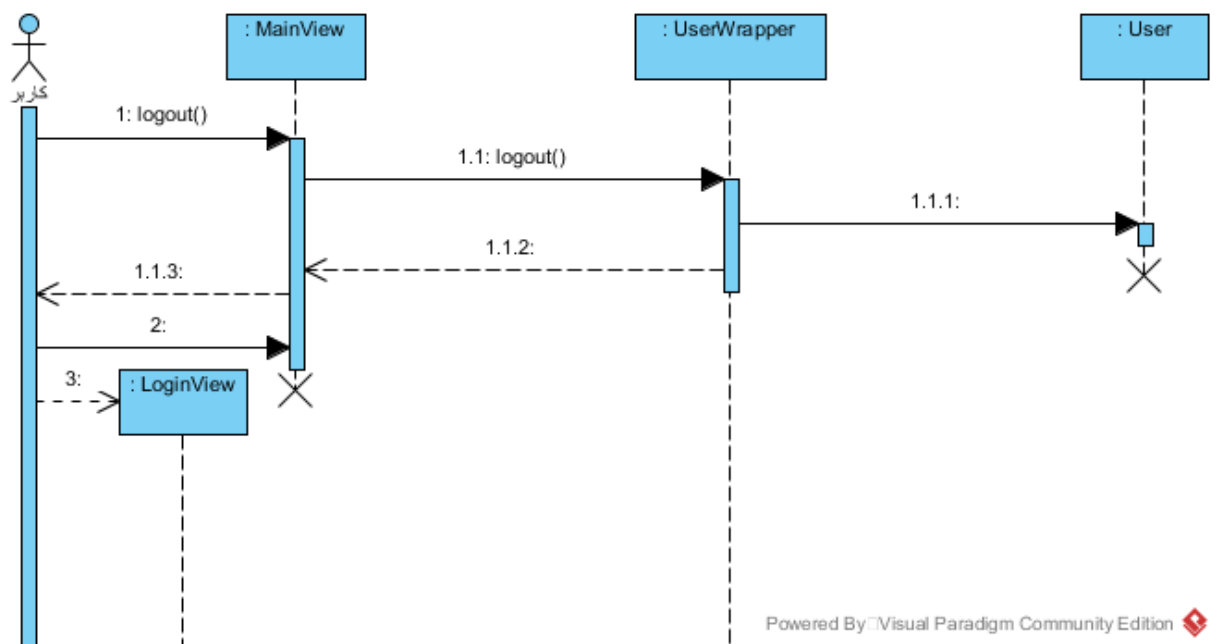 : MainView
: UserWrapper
: User
کاربر
1: logout()
1.1: logout()
1.1.1:
1.1.2:
1.1.3:
2:
3:
: LoginView
Powered By Visual Paradigm Community Edition